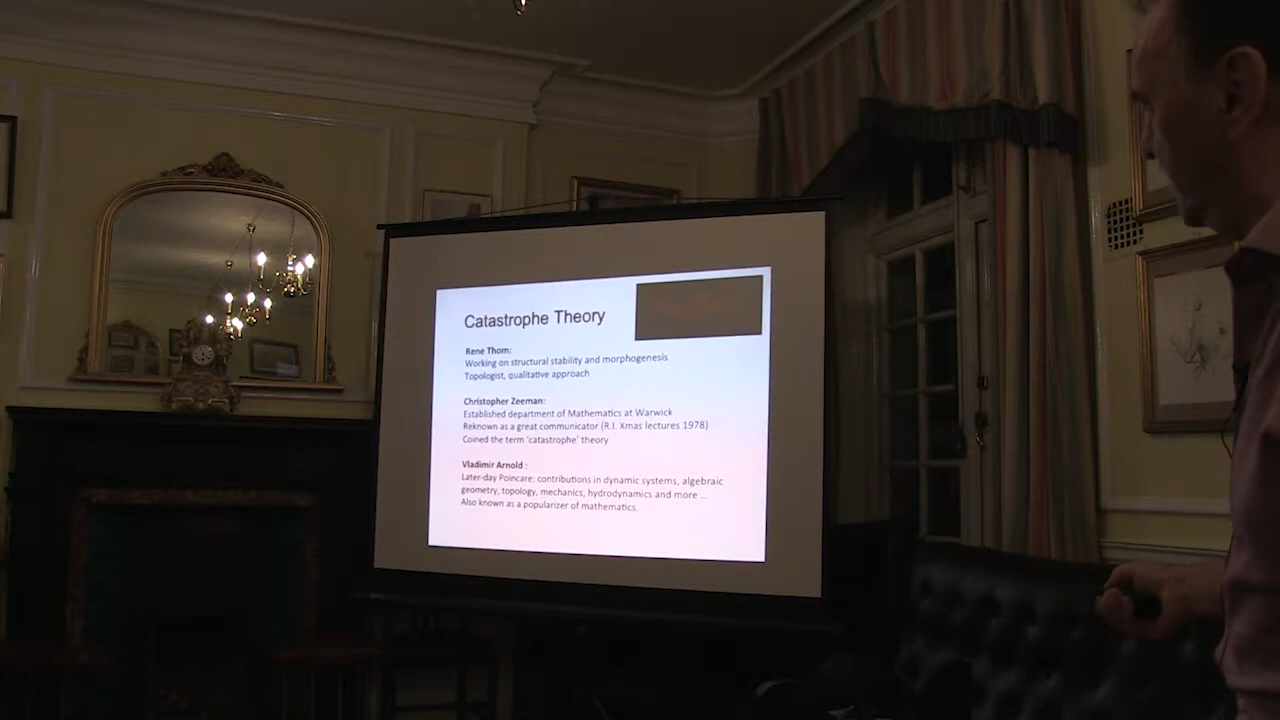 Catastrophe Theory
Rene Thom:
Working on structural stability and morphogenesis
Topologist, qualitative approach
Christopher Zeeman:
Established department of Mathematics at Warwick
Reknown as a great communicator (R.I. Xmas lectures 1978)
Coined the term 'catastrophe' theory
Vladimir Arnold :
Later-day Poincare: contributions in dynamic systems, algebraic
geometry, topology, mechanics, hydrodynamics and more ...
Also known as a popularizer of mathematics.